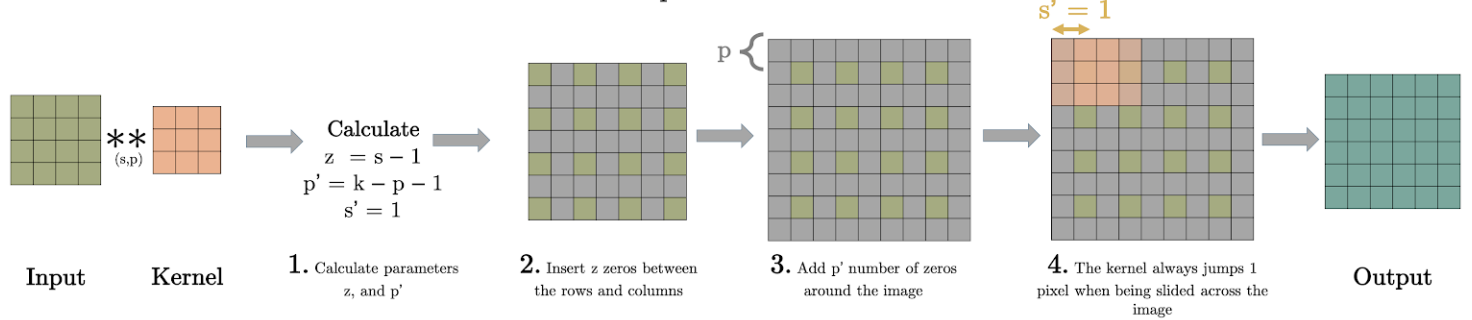 s' = 1
p
**
(s,p)
Calculate
z = s − 1
p' = k − p − 1
s' = 1
Input
Kernel
1. Calculate parameters
z, and p'
2. Insert z zeros between
the rows and columns
3. Add p' number of zeros
around the image
4. The kernel always jumps 1
pixel when being slided across the
image
Output